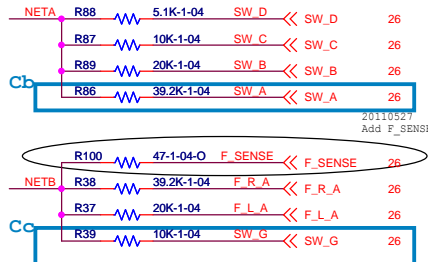 NETA R88 5.1K-1-04 SW_D SW_D 26
R87 10K-1-04 SW_C SW_C 26
R89 20K-1-04 SW_B SW_B 26
Cb R86 39.2K-1-04 SW_A SW_A 26
20110527
Add F_SENSE
R100 47-1-04-O F_SENSE F_SENSE 26
NETB R38 39.2K-1-04 F_R_A F_R_A 26
R37 20K-1-04 F_L_A F_L_A 26
Cc R39 10K-1-04 SW_G SW_G 26